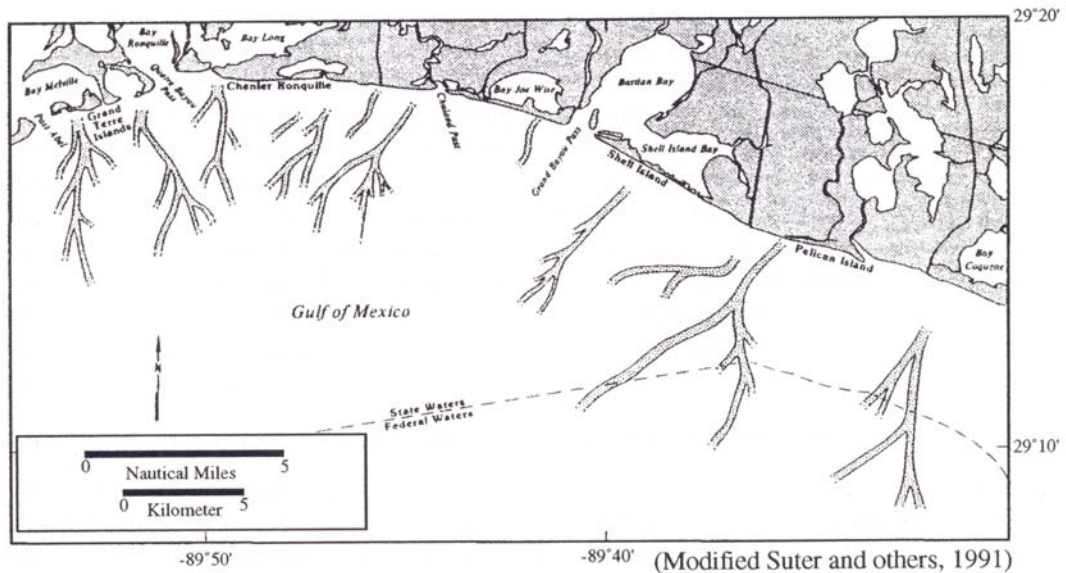 29°20'
Bay
Ronquille
Bay Long
Bay Melville
Quatre Bayou
Pass
Chenier Ronquille
Grand
Terre
Islands
Pass Abel
Chaland Pass
Bay Joe Wise
Bastian Bay
Grand Bayou Pass
Shell Island Bay
Shell Island
Pelican Island
Bay
Coquette
Gulf of Mexico
N
State Waters
Federal Waters
29°10'
0 5
Nautical Miles
0 5
Kilometer
-89°50'
-89°40'
(Modified Suter and others, 1991)